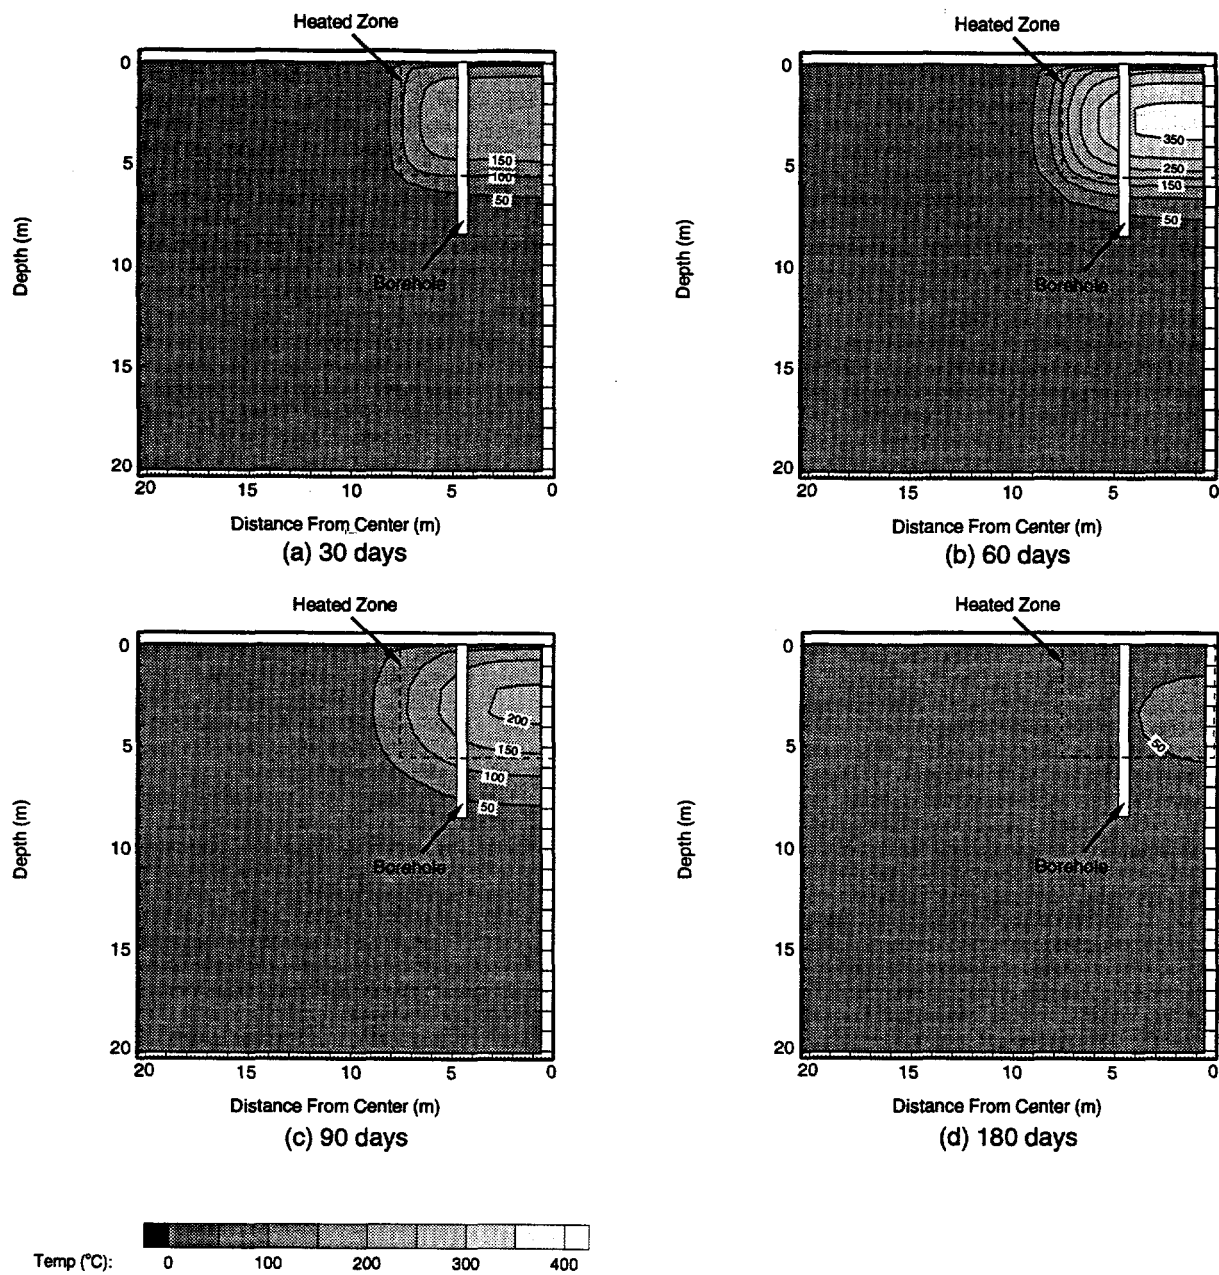 Heated Zone
0
5
10
15
20
Depth (m)
150
100
50
Borehole
20
15
10
5
0
Distance From Center (m)
(a) 30 days
Heated Zone
0
5
10
15
20
Depth (m)
350
250
150
50
Borehole
20
15
10
5
0
Distance From Center (m)
(b) 60 days
Heated Zone
0
5
10
15
20
Depth (m)
200
150
100
50
Borehole
20
15
10
5
0
Distance From Center (m)
(c) 90 days
Heated Zone
0
5
10
15
20
Depth (m)
50
Borehole
20
15
10
5
0
Distance From Center (m)
(d) 180 days
Temp (°C): 0 100 200 300 400